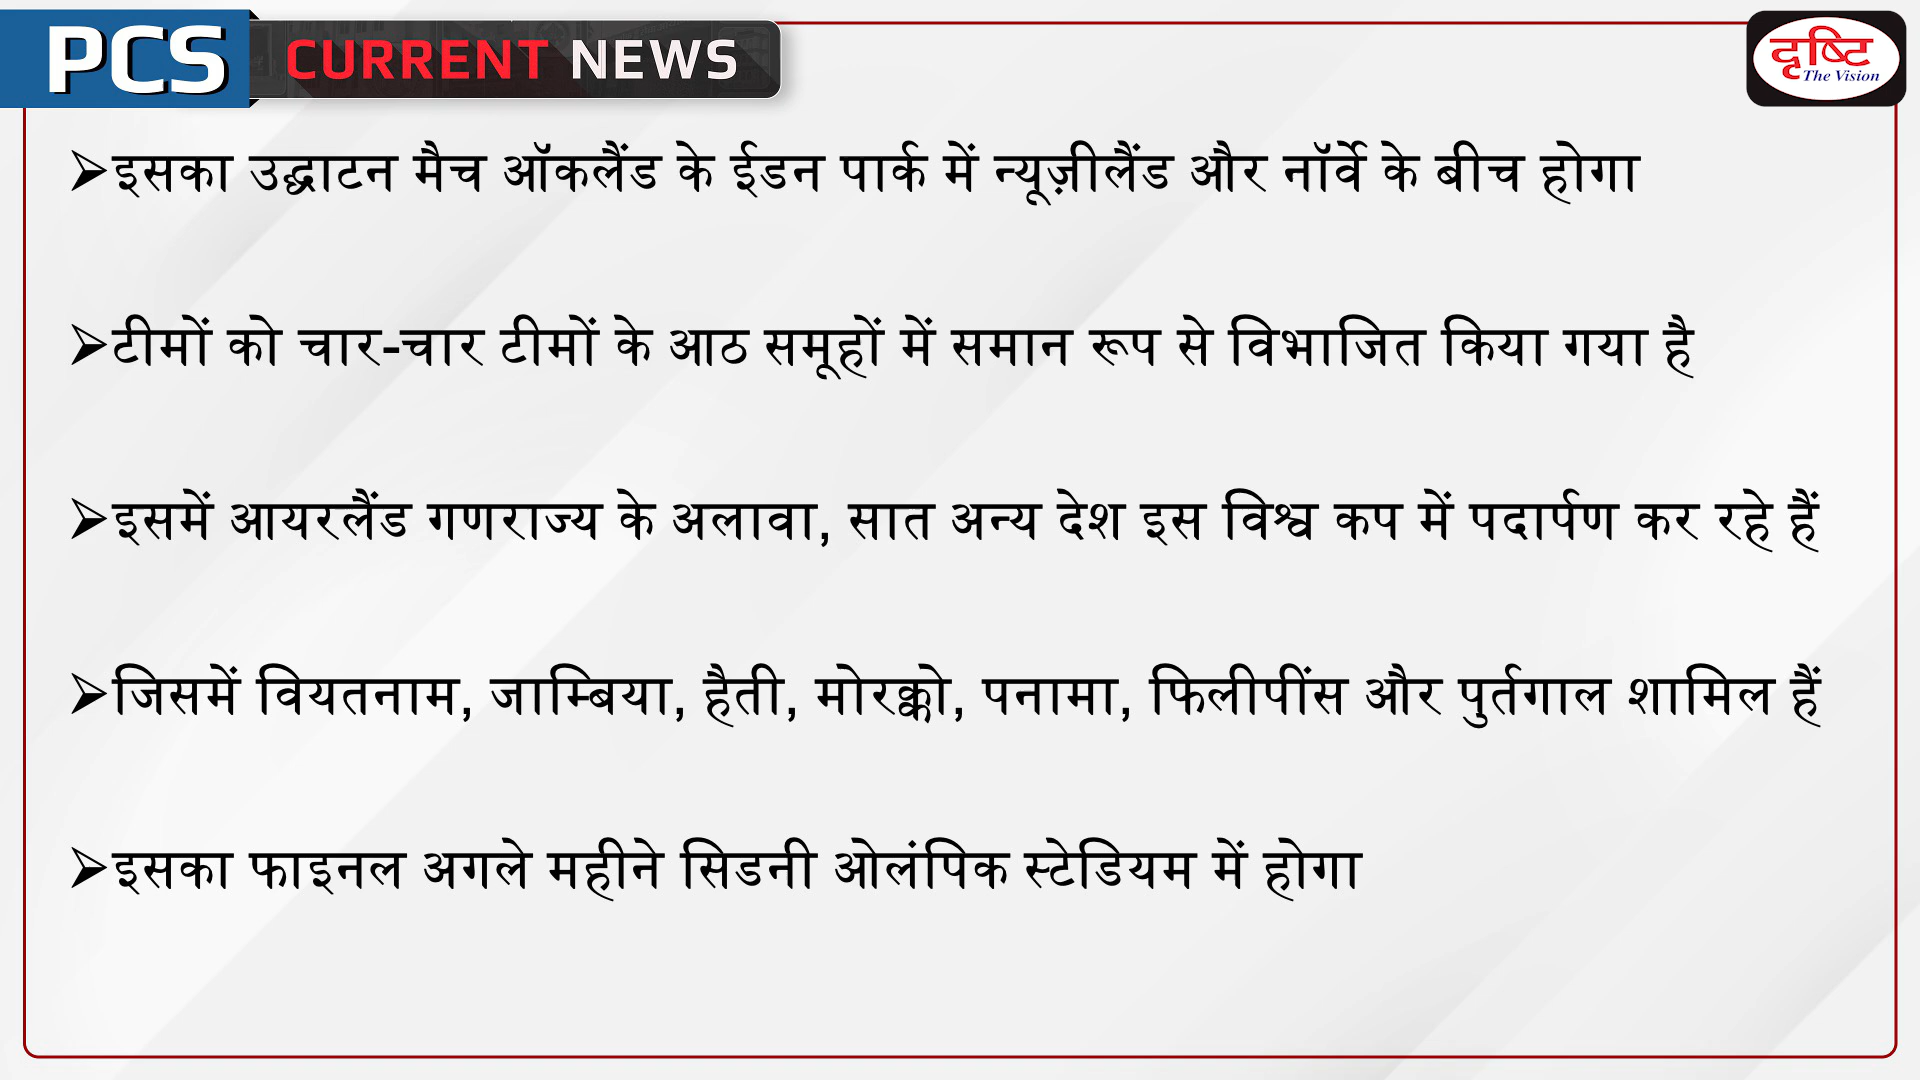 PCS CURRENT NEWS
दृष्टि
The Vision
➢इसका उद्घाटन मैच ऑकलैंड के ईडन पार्क में न्यूज़ीलैंड और नॉर्वे के बीच होगा
➢टीमों को चार-चार टीमों के आठ समूहों में समान रूप से विभाजित किया गया है
➢इसमें आयरलैंड गणराज्य के अलावा, सात अन्य देश इस विश्व कप में पदार्पण कर रहे हैं
➢जिसमें वियतनाम, जाम्बिया, हैती, मोरक्को, पनामा, फिलीपींस और पुर्तगाल शामिल हैं
➢इसका फाइनल अगले महीने सिडनी ओलंपिक स्टेडियम में होगा